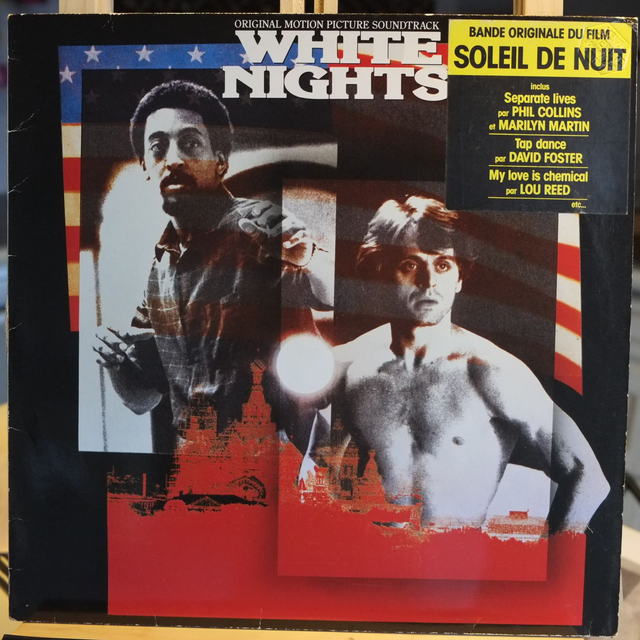 ORIGINAL MOTION PICTURE SOUNDTRACK
WHITE
NIGHTS
BANDE ORIGINALE DU FILM
SOLEIL DE NUIT
inclus
Separate lives
par PHIL COLLINS
et MARILYN MARTIN
Tap dance
par DAVID FOSTER
My love is chemical
par LOU REED
etc...